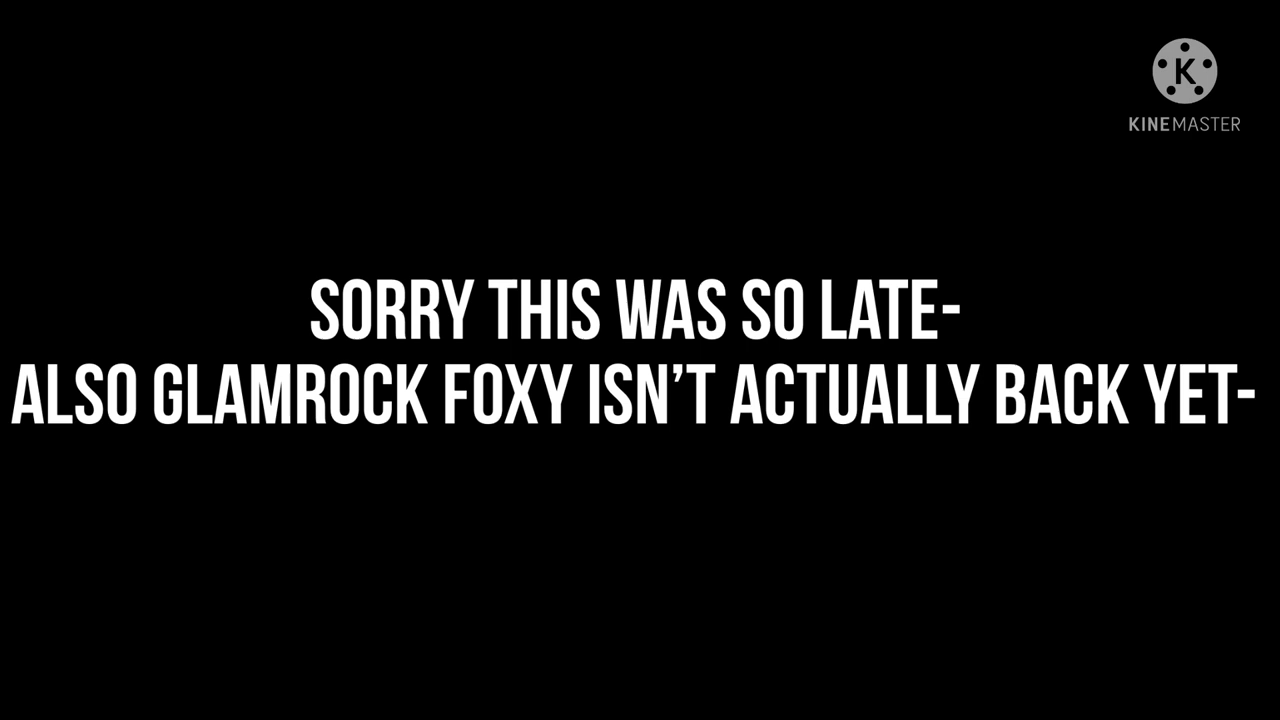 K
KINEMASTER
SORRY THIS WAS SO LATE-
ALSO GLAMROCK FOXY ISN'T ACTUALLY BACK YET-